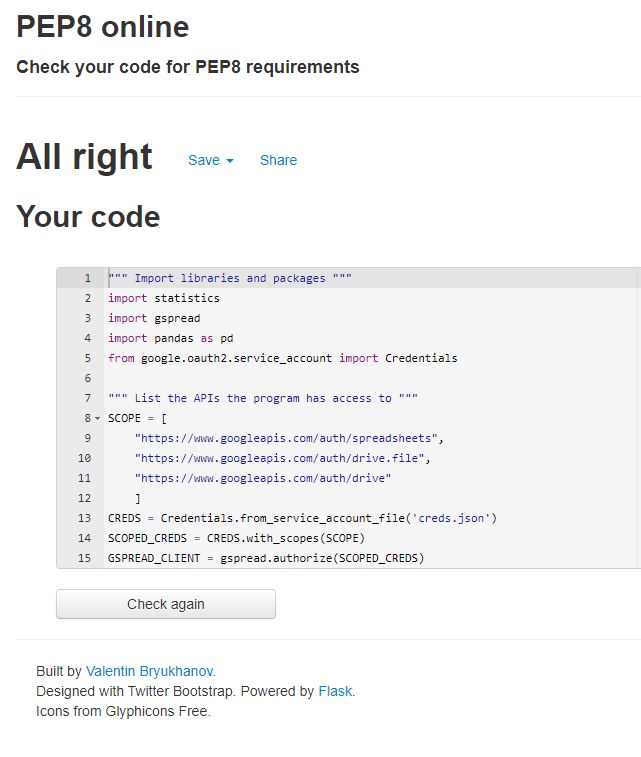 PEP8 online
Check your code for PEP8 requirements
All right Save Share
Your code
1 """ Import libraries and packages """
2 import statistics
3 import gspread
4 import pandas as pd
5 from google.oauth2.service_account import Credentials
6
7 """ List the APIs the program has access to """
8 SCOPE = [
9     "https://www.googleapis.com/auth/spreadsheets",
10     "https://www.googleapis.com/auth/drive.file",
11     "https://www.googleapis.com/auth/drive"
12     ]
13 CREDS = Credentials.from_service_account_file('creds.json')
14 SCOPED_CREDS = CREDS.with_scopes(SCOPE)
15 GSPREAD_CLIENT = gspread.authorize(SCOPED_CREDS)
Check again
Built by Valentin Bryukhanov.
Designed with Twitter Bootstrap. Powered by Flask.
Icons from Glyphicons Free.